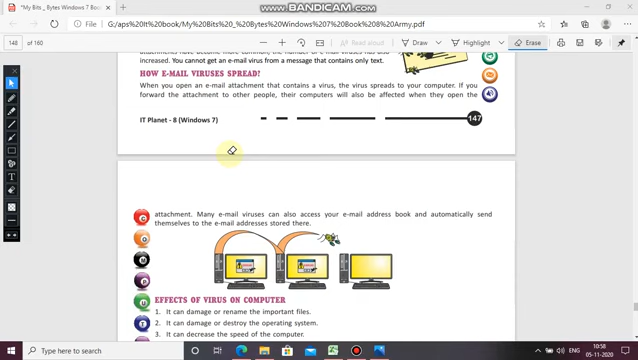 "My Bits _ Bytes Windows 7" Book
WWW.BANDICAM.COM
G:/aps%20It%20book/My%20Bits%20_%20Bytes%20Windows%207%20Book%208%20Army.pdf
148 of 160
Read aloud
Draw
Highlight
Erase
increased. You cannot get an e-mail virus from a message that contains only text.
HOW E-MAIL VIRUSES SPREAD?
When you open an e-mail attachment that contains a virus, the virus spreads to your computer. If you
forward the attachment to other people, their computers will also be affected when they open the
IT Planet - 8 (Windows 7)
147
attachment. Many e-mail viruses can also access your e-mail address book and automatically send
themselves to the e-mail addresses stored there.
EFFECTS OF VIRUS ON COMPUTER
1. It can damage or rename the important files.
2. It can damage or destroy the operating system.
3. It can decrease the speed of the computer.
Type here to search
ENG
10:58
05-11-2020